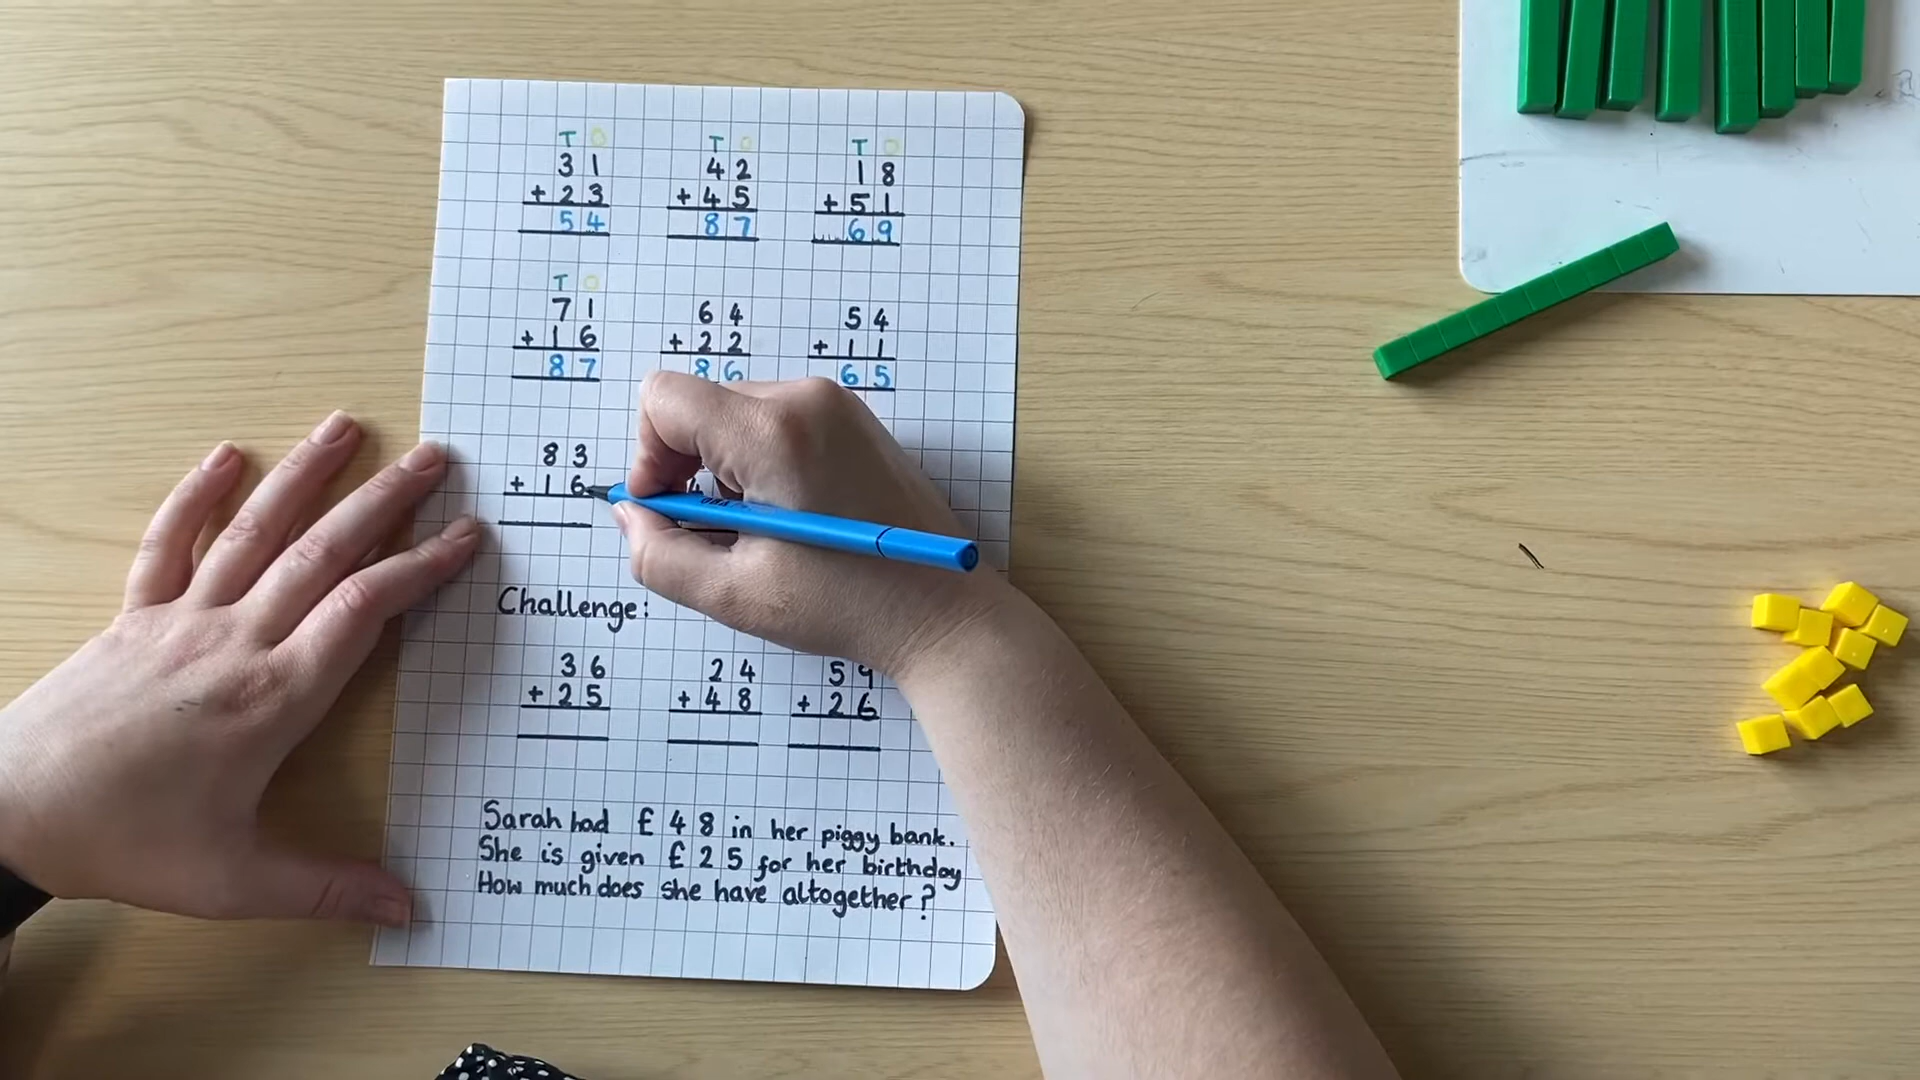 T O T O T O
31 42 18
+23 +45 +51
54 87 69
T O
71 64 54
+16 +22 +11
87 86 65
83
+16 4
Challenge:
36 24 59
+25 +48 +26
Sarah had £48 in her piggy bank.
She is given £25 for her birthday
How much does she have altogether?